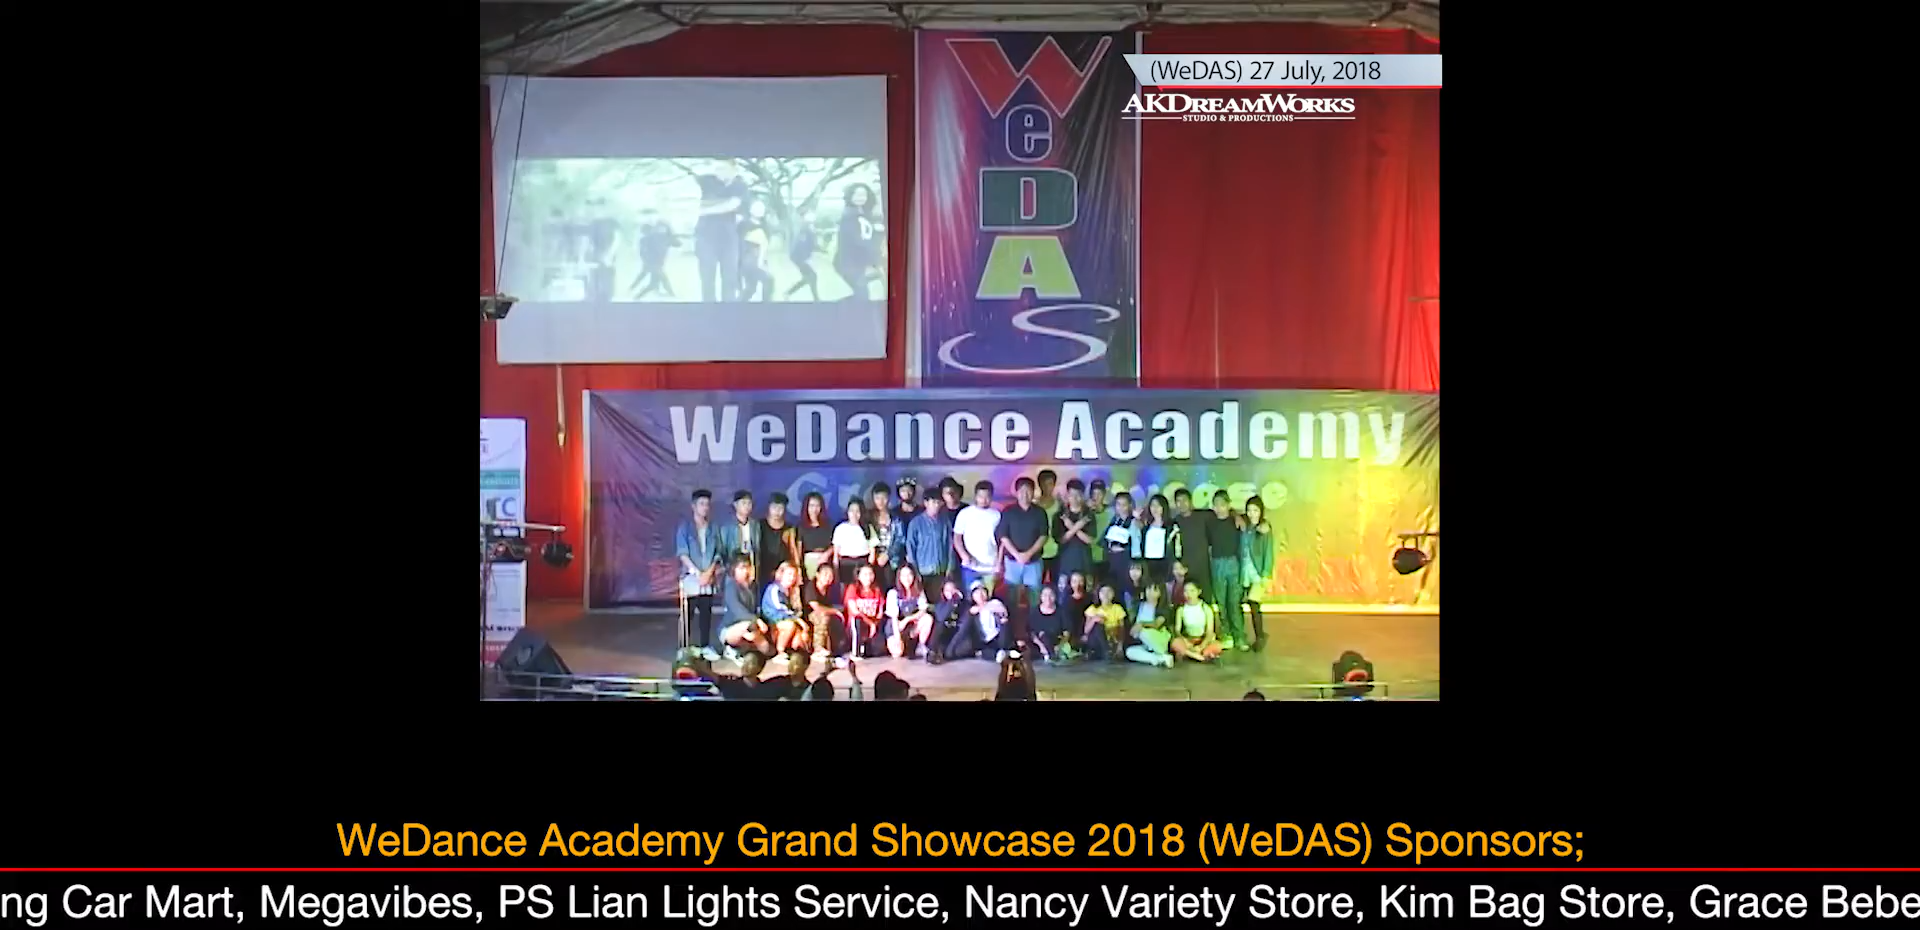 (WeDAS) 27 July, 2018
AKDreamWorks
STUDIO & PRODUCTIONS
W
e
D
A
S
WeDance Academy
WeDance Academy Grand Showcase 2018 (WeDAS) Sponsors;
ng Car Mart, Megavibes, PS Lian Lights Service, Nancy Variety Store, Kim Bag Store, Grace Bebe